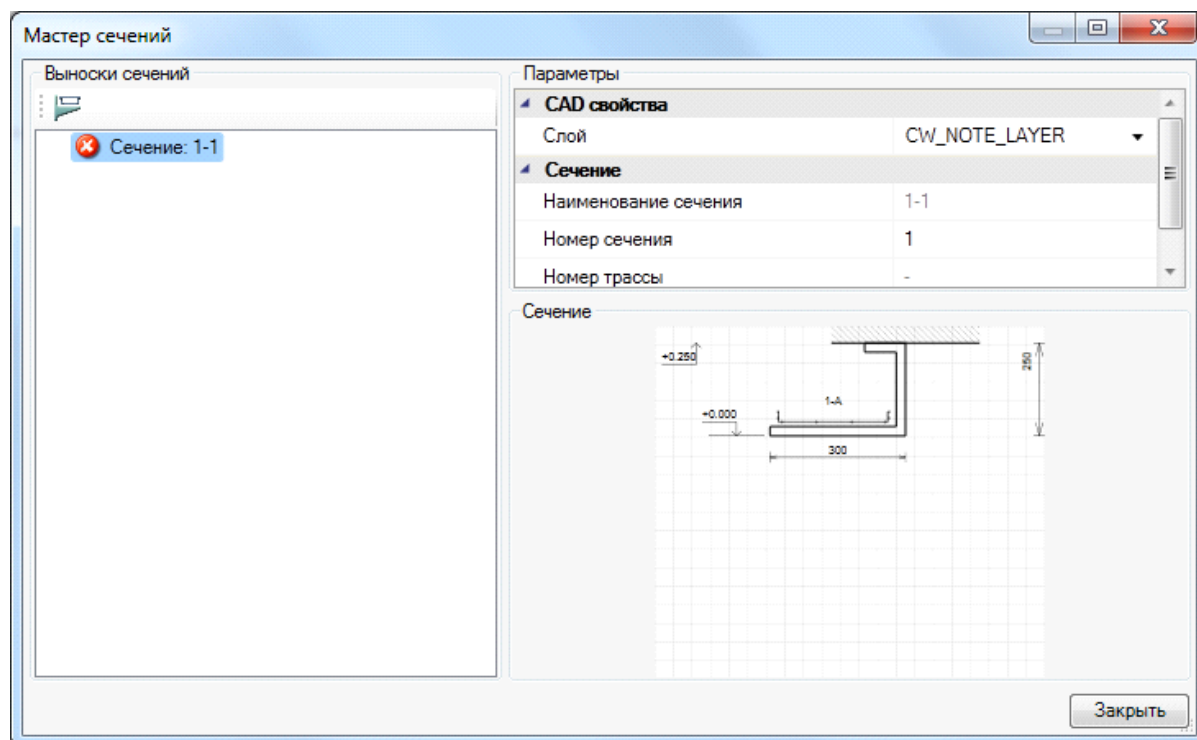 Мастер сечений
Выноски сечений
Сечение: 1-1
Параметры
CAD свойства
Слой CW_NOTE_LAYER
Сечение
Наименование сечения 1-1
Номер сечения 1
Номер трассы -
Сечение
+0.250
250
1-A
+0.000
300
Закрыть